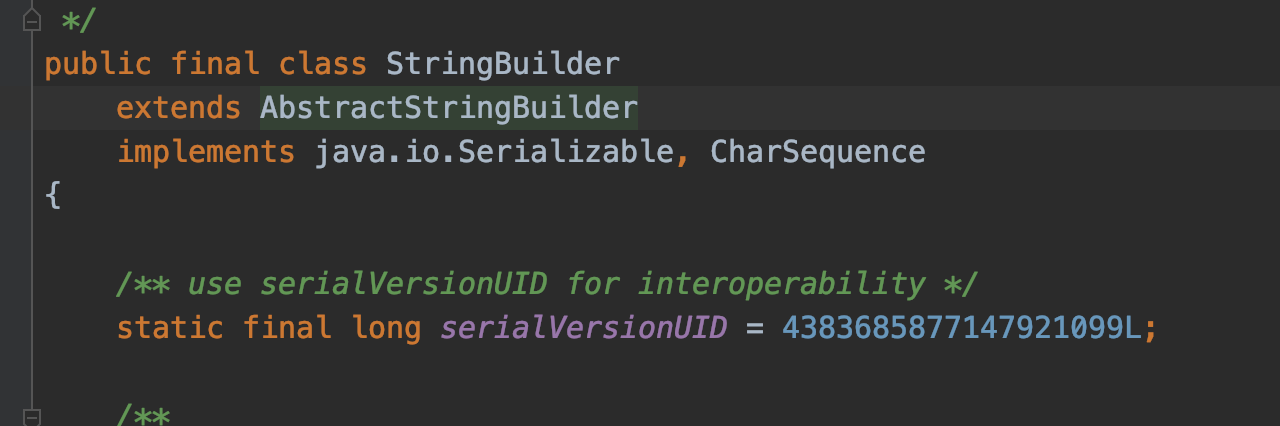 */
public final class StringBuilder
extends AbstractStringBuilder
implements java.io.Serializable, CharSequence
{
/** use serialVersionUID for interoperability */
static final long serialVersionUID = 4383685877147921099L;
/**